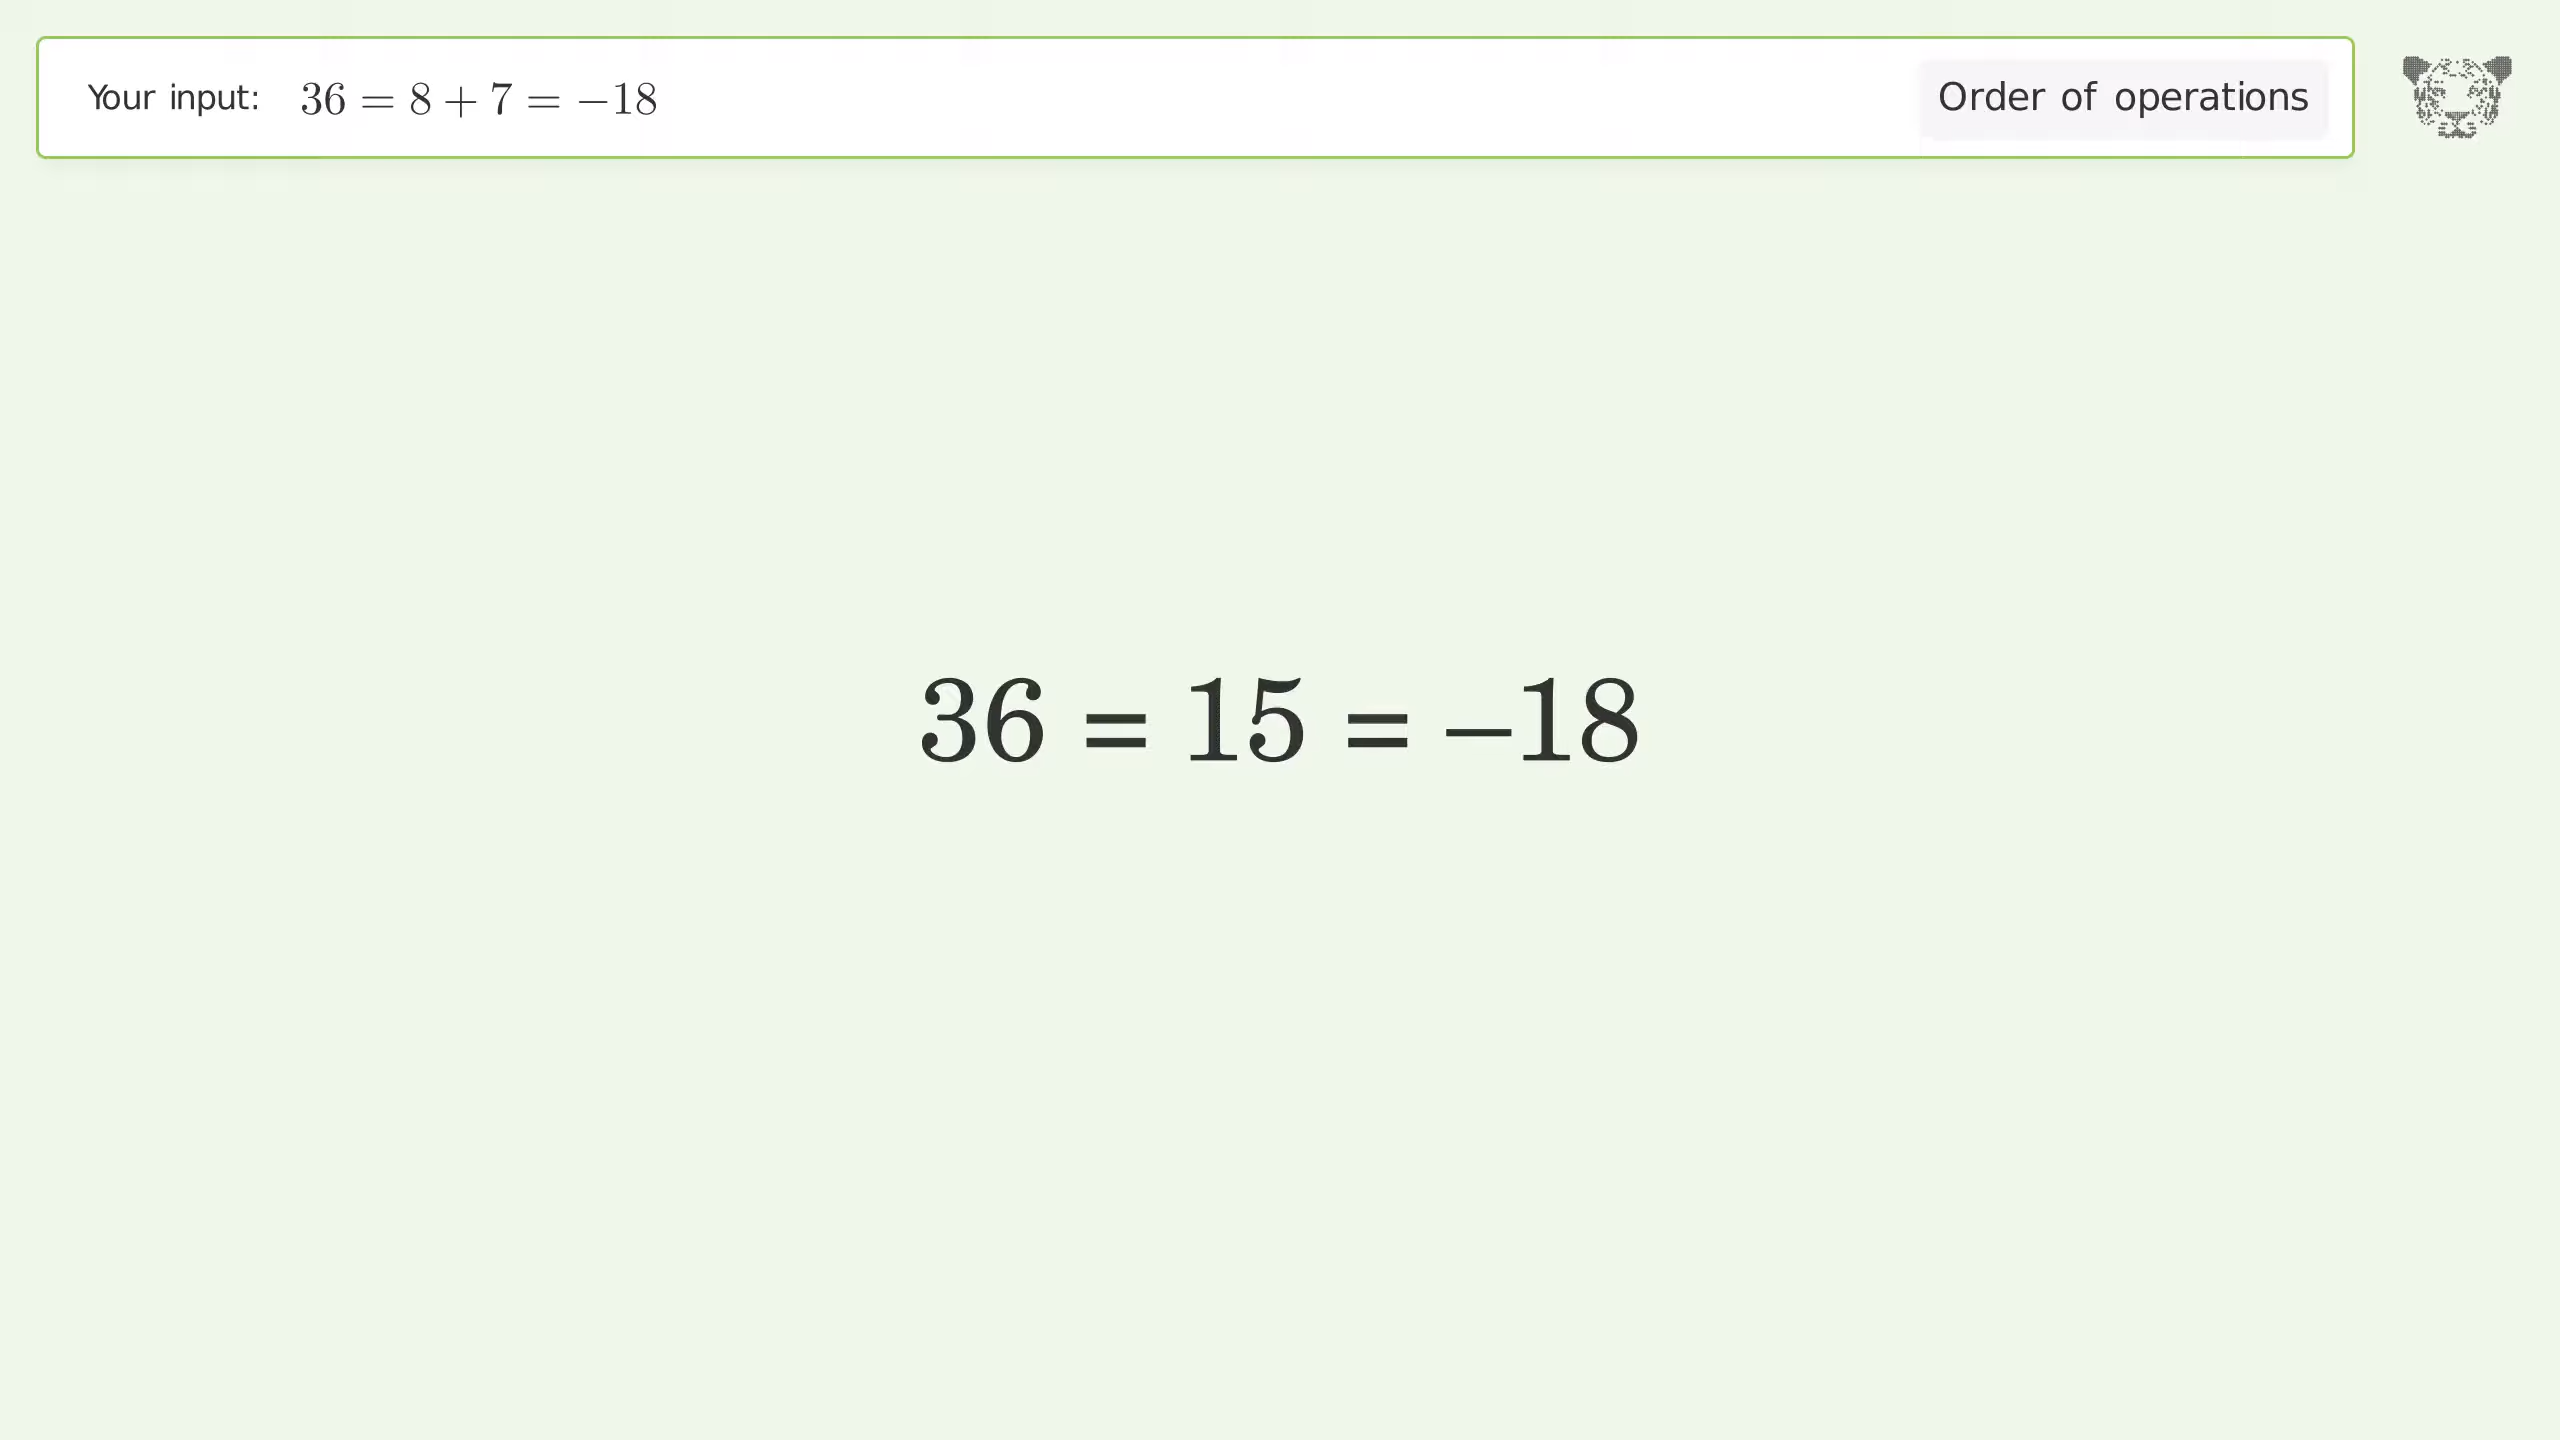 Your input: 36 = 8 + 7 = −18
Order of operations
36 = 15 = −18